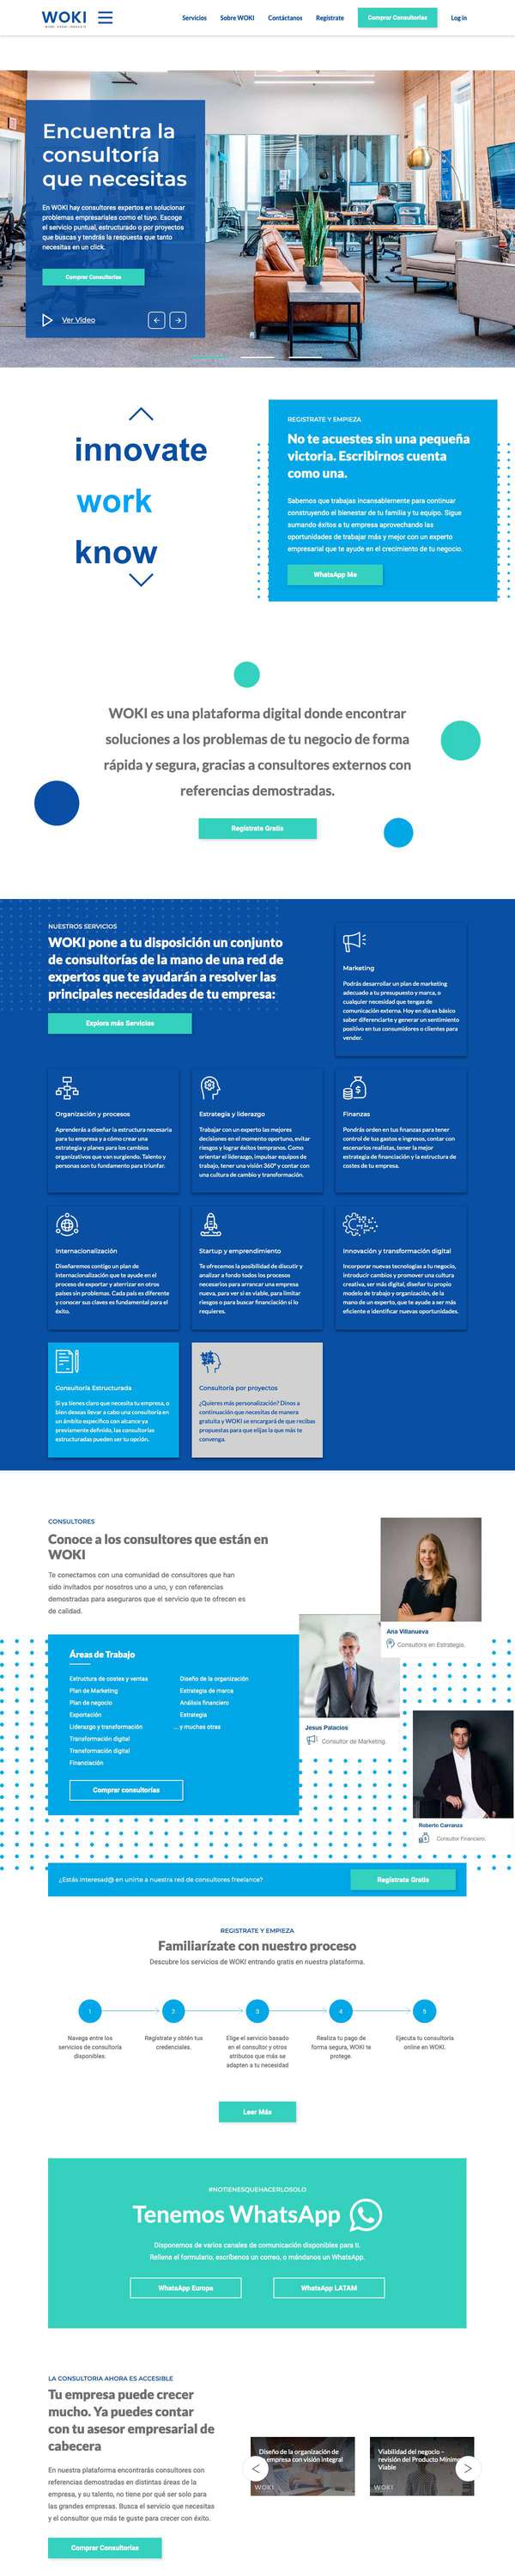 WOKI
Servicios Sobre WOKI Contáctanos Regístrate Comprar Consultorías Log In
Encuentra la
consultoría
que necesitas
En WOKI hay consultores expertos en solucionar
problemas empresariales como el tuyo. Escoge
el servicio puntual, estructurado o por proyectos
que buscas y tendrás la respuesta que tanto
necesitas en un click.
Comprar Consultorías
Ver Vídeo
innovate
work
know
REGISTRATE Y EMPIEZA
No te acuestes sin una pequeña
victoria. Escribirnos cuenta
como una.
Sabemos que trabajas incansablemente para continuar
construyendo el bienestar de tu familia y tu equipo. Sigue
sumando éxitos a tu empresa aprovechando las
oportunidades de trabajar más y mejor con un experto
empresarial que te ayude en el crecimiento de tu negocio.
WhatsApp Me
WOKI es una plataforma digital donde encontrar
soluciones a los problemas de tu negocio de forma
rápida y segura, gracias a consultores externos con
referencias demostradas.
Regístrate Gratis
NUESTROS SERVICIOS
WOKI pone a tu disposición un conjunto
de consultorías de la mano de una red de
expertos que te ayudarán a resolver las
principales necesidades de tu empresa:
Explora más Servicios
Marketing
Podrás desarrollar un plan de marketing
adecuado a tu presupuesto y marca, o
cualquier necesidad que tengas de
comunicación externa. Hoy en día es básico
saber diferenciarte y generar un sentimiento
positivo en tus consumidores o clientes para
vender.
Organización y procesos
Aprenderás a diseñar la estructura necesaria
para tu empresa y a cómo crear una
estrategia y planes para los cambios
organizativos que van surgiendo. Talento y
personas son tu fundamento para triunfar.
Estrategia y liderazgo
Trabajar con un experto las mejores
decisiones en el momento oportuno, evitar
riesgos y lograr éxitos tempranos. Como
orientar el liderazgo, impulsar equipos de
trabajo, tener una visión 360º y contar con
una cultura de cambio y transformación.
Finanzas
Pondrás orden en tus finanzas para tener
control de tus gastos e ingresos, contar con
escenarios realistas, tener la mejor
estrategia de financiación y la estructura de
costes de tu empresa.
Internacionalización
Diseñaremos contigo un plan de
internacionalización que te ayude en el
proceso de exportar y aterrizar en otros
países sin problemas. Cada país es diferente
y conocer sus claves es fundamental para el
éxito.
Startup y emprendimiento
Te ofrecemos la posibilidad de discutir y
analizar a fondo todos los procesos
necesarios para arrancar una empresa
nueva, para ver si es viable, para limitar
riesgos o para buscar financiación si lo
requieres.
Innovación y transformación digital
Incorporar nuevas tecnologías a tu negocio,
introducir cambios y promover una cultura
creativa, ser más digital, diseñar tu propio
modelo de trabajo y organización, de la
mano de un experto, que te ayude a ser más
eficiente e identificar nuevas oportunidades.
Consultoría Estructurada
Si ya tienes claro que necesita tu empresa, o
bien deseas llevar a cabo una consultoría en
un ámbito específico con alcance ya
previamente definido, las consultorías
estructuradas pueden ser tu opción.
Consultoría por proyectos
¿Quieres más personalización? Dinos a
continuación que necesitas de manera
gratuita y WOKI se encargará de que recibas
propuestas para que elijas la que más te
convenga.
CONSULTORES
Conoce a los consultores que están en
WOKI
Te conectamos con una comunidad de consultores que han
sido invitados por nosotros uno a uno, y con referencias
demostradas para aseguraros que el servicio que te ofrecen es
de calidad.
Ana Villanueva
Consultora en Estrategia.
Áreas de Trabajo
Estructura de costes y ventas
Plan de Marketing
Plan de negocio
Exportación
Liderazgo y transformación
Transformación digital
Transformación digital
Financiación
Diseño de la organización
Estrategia de marca
Análisis financiero
Estrategia
... y muchas otras
Comprar consultorías
Jesus Palacios
Consultor de Marketing.
Roberto Carranza
Consultor Financiero.
¿Estás interesad@ en unirte a nuestra red de consultores freelance?
Regístrate Gratis
REGISTRATE Y EMPIEZA
Familiarízate con nuestro proceso
Descubre los servicios de WOKI entrando gratis en nuestra plataforma.
1 2 3 4 5
Navega entre los
servicios de consultoría
disponibles.
Regístrate y obtén tus
credenciales.
Elige el servicio basado
en el consultor y otros
atributos que más se
adapten a tu necesidad
Realiza tu pago de
forma segura, WOKI te
protege.
Ejecuta tu consultoría
online en WOKI.
Leer Más
#NOTIENESQUEHACERLOSOLO
Tenemos WhatsApp
Disponemos de varios canales de comunicación disponibles para ti.
Rellena el formulario, escríbenos un correo, o mándanos un WhatsApp.
WhatsApp Europa
WhatsApp LATAM
LA CONSULTORIA AHORA ES ACCESIBLE
Tu empresa puede crecer
mucho. Ya puedes contar
con tu asesor empresarial de
cabecera
En nuestra plataforma encontrarás consultores con
referencias demostradas en distintas áreas de la
empresa, y su talento, no tiene por qué ser solo para
las grandes empresas. Busca el servicio que necesitas
y el consultor que más te guste para crecer con éxito.
Comprar Consultorías
Diseño de la organización de
empresa con visión integral
WOKI
Viabilidad del negocio –
revisión del Producto Mínimo
Viable
WOKI